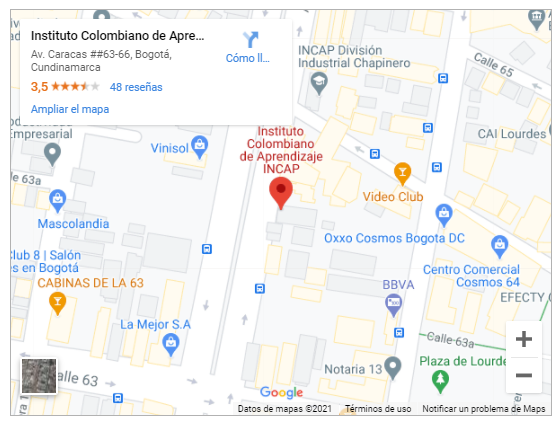 Instituto Colombiano de Apre...
Av. Caracas ##63-66, Bogotá,
Cundinamarca
3,5
48 reseñas
Ampliar el mapa
Cómo ll...
INCAP División
Industrial Chapinero
Calle 65
CAI Lourdes
Empresarial
Vinisol
Instituto
Colombiano
de Aprendizaje
INCAP
Video Club
63a
Mascolandia
Oxxo Cosmos Bogota DC
Club 8 | Salón
es en Bogotá
Centro Comercial
Cosmos 64
CABINAS DE LA 63
BBVA
EFECTY
La Mejor S.A
Calle 63a
Plaza de Lourde
Notaria 13
Calle 63
Google
Datos de mapas ©2021
Términos de uso
Notificar un problema de Maps